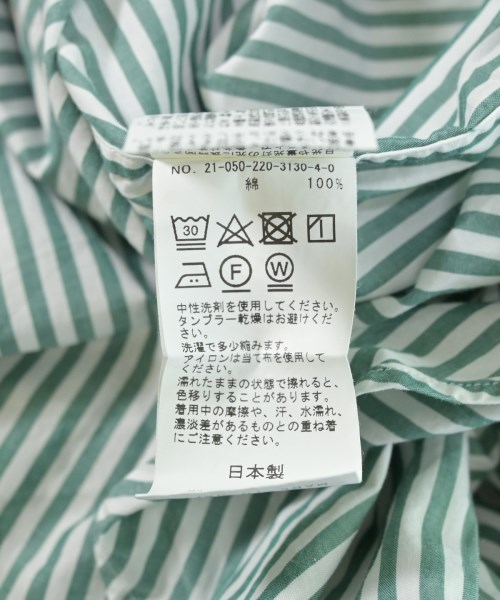 NO. 21-050-220-3130-4-0
綿 100%
30
F
W
中性洗剤を使用してください。
タンブラー乾燥はお避けくださ
い。
洗濯で多少縮みます。
アイロンは当て布を使用して
ください。
濡れたままの状態で擦れると、
色移りすることがあります。
着用中の摩擦や、汗、水濡れ、
濃淡差があるものとの重ね着
にご注意ください。
日本製